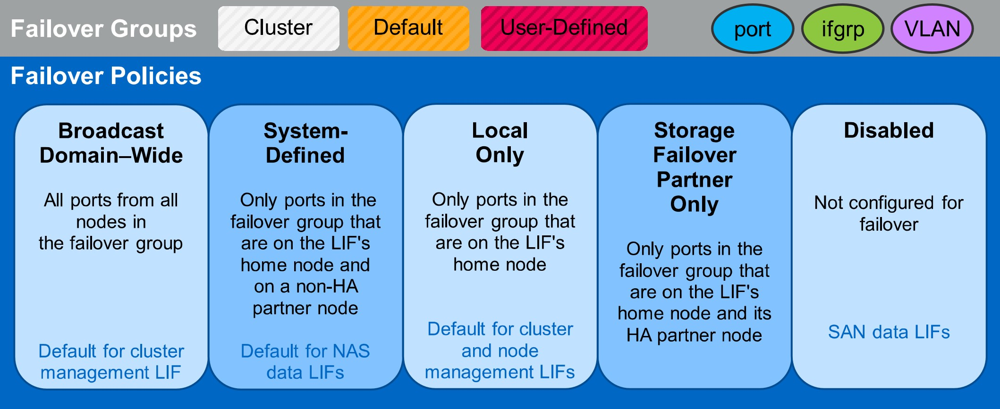 Failover Groups
Cluster
Default
User-Defined
port
ifgrp
VLAN
Failover Policies
Broadcast
Domain–Wide
All ports from all
nodes in
the failover group
Default for cluster
management LIF
System-
Defined
Only ports in the
failover group that
are on the LIF's
home node and
on a non-HA
partner node
Default for NAS
data LIFs
Local
Only
Only ports in the
failover group that
are on the LIF's
home node
Default for cluster
and node
management LIFs
Storage
Failover
Partner
Only
Only ports in the
failover group that
are on the LIF's
home node and its
HA partner node
Disabled
Not configured for
failover
SAN data LIFs